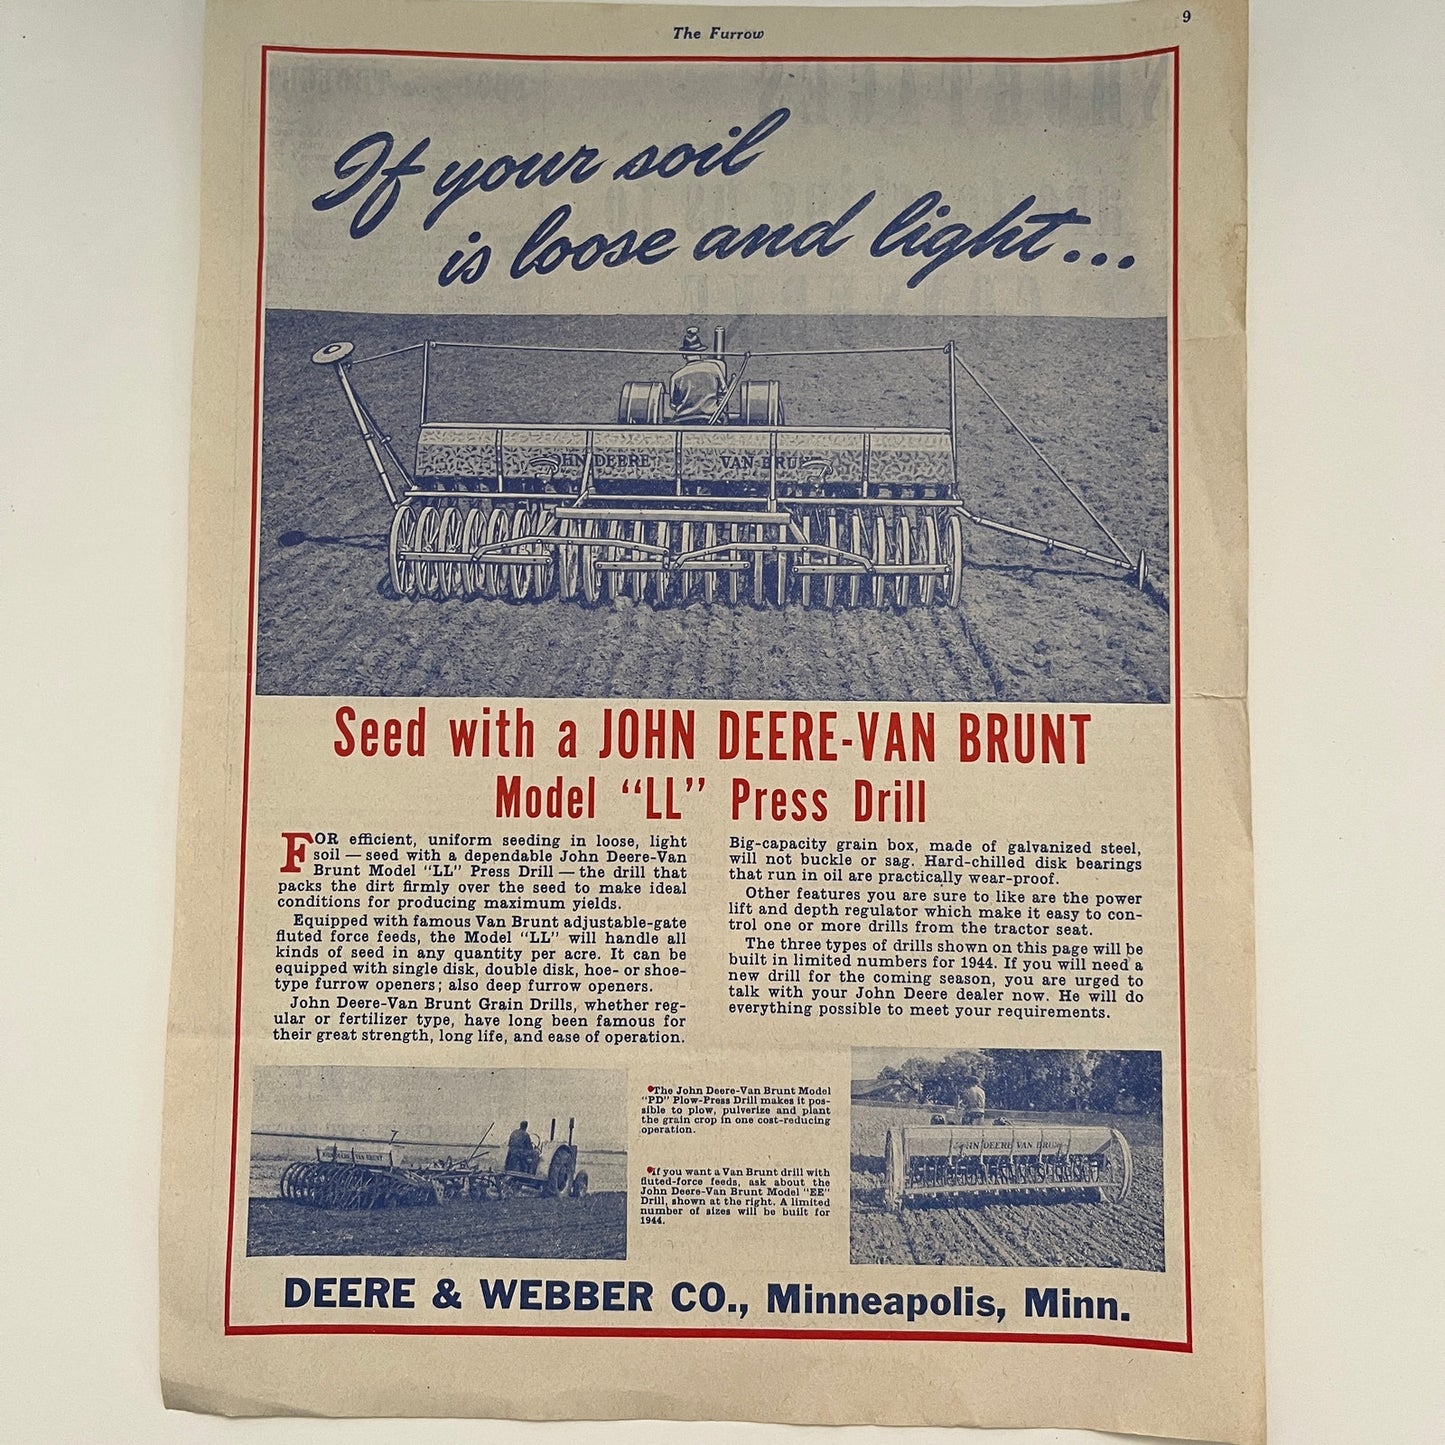 The Furrow
9
If your soil
is loose and light...
HN DEERE VAN BRUN
Seed with a JOHN DEERE-VAN BRUNT
Model “LL” Press Drill
FOR efficient, uniform seeding in loose, light
soil — seed with a dependable John Deere-Van
Brunt Model “LL” Press Drill — the drill that
packs the dirt firmly over the seed to make ideal
conditions for producing maximum yields.
Equipped with famous Van Brunt adjustable-gate
fluted force feeds, the Model “LL” will handle all
kinds of seed in any quantity per acre. It can be
equipped with single disk, double disk, hoe- or shoe-
type furrow openers; also deep furrow openers.
John Deere-Van Brunt Grain Drills, whether reg-
ular or fertilizer type, have long been famous for
their great strength, long life, and ease of operation.
Big-capacity grain box, made of galvanized steel,
will not buckle or sag. Hard-chilled disk bearings
that run in oil are practically wear-proof.
Other features you are sure to like are the power
lift and depth regulator which make it easy to con-
trol one or more drills from the tractor seat.
The three types of drills shown on this page will be
built in limited numbers for 1944. If you will need a
new drill for the coming season, you are urged to
talk with your John Deere dealer now. He will do
everything possible to meet your requirements.
•The John Deere-Van Brunt Model
“PD” Plow-Press Drill makes it pos-
sible to plow, pulverize and plant
the grain crop in one cost-reducing
operation.
•If you want a Van Brunt drill with
fluted-force feeds, ask about the
John Deere-Van Brunt Model “EE”
Drill, shown at the right. A limited
number of sizes will be built for
1944.
DEERE VAN BRUNT
HN DEERE VAN BRUN
DEERE & WEBBER CO., Minneapolis, Minn.